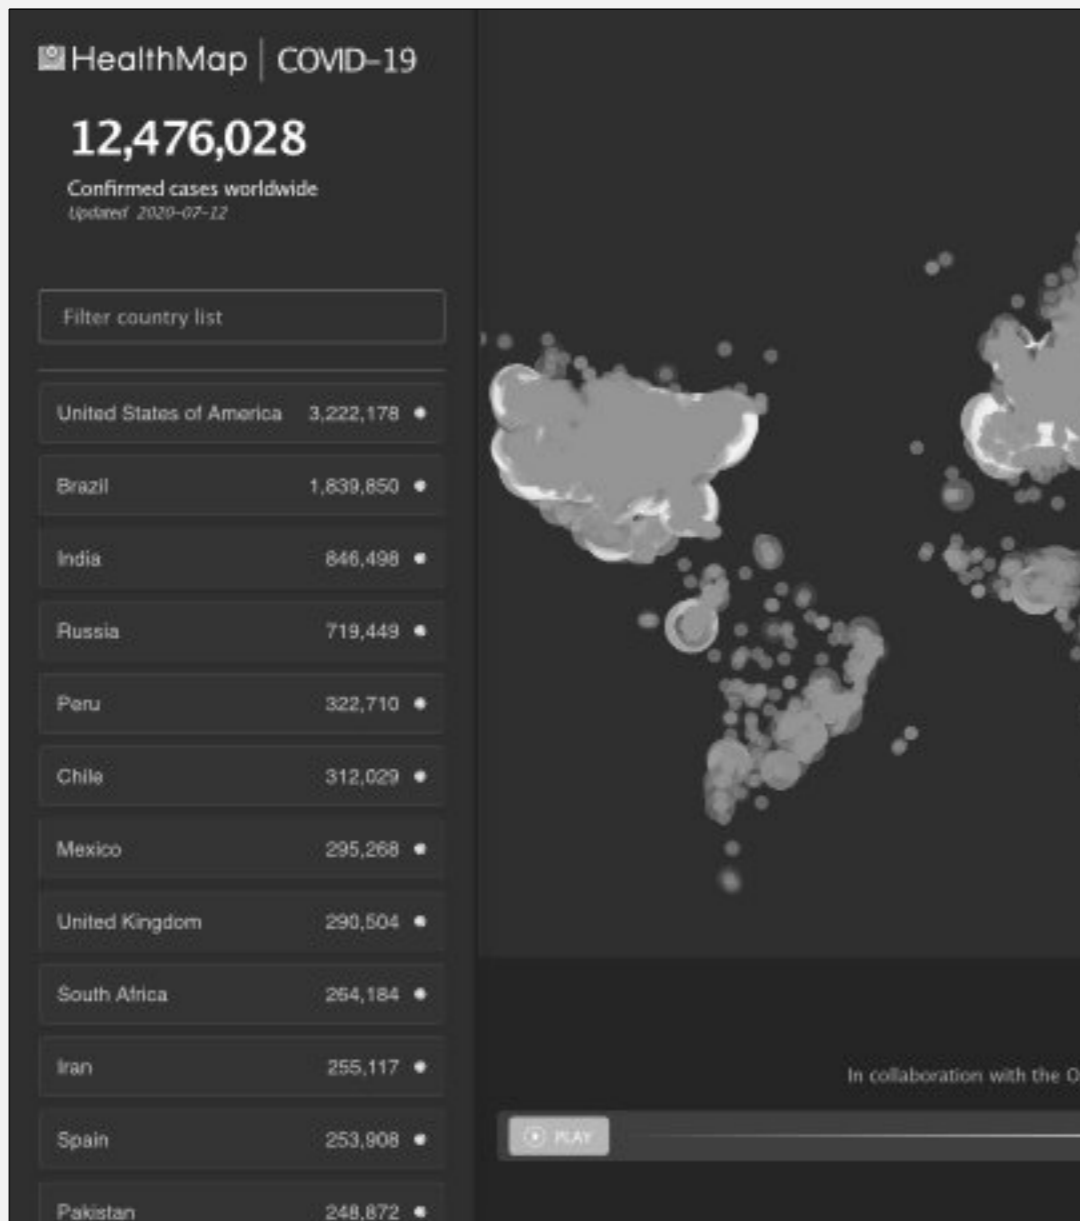 HealthMap | COVID-19
12,476,028
Confirmed cases worldwide
Updated 2020-07-12
Filter country list
United States of America 3,222,178
Brazil 1,839,850
India 846,498
Russia 719,449
Peru 322,710
Chile 312,029
Mexico 295,268
United Kingdom 290,504
South Africa 264,184
Iran 255,117
Spain 253,908
Pakistan 248,872
In collaboration with the O
PLAY